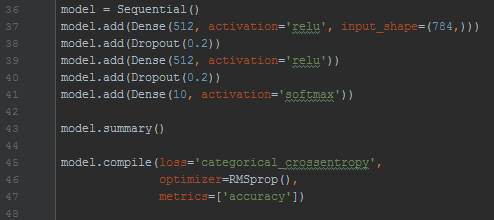 36 model = Sequential()
37 model.add(Dense(512, activation='relu', input_shape=(784,)))
38 model.add(Dropout(0.2))
39 model.add(Dense(512, activation='relu'))
40 model.add(Dropout(0.2))
41 model.add(Dense(10, activation='softmax'))
42
43 model.summary()
44
45 model.compile(loss='categorical_crossentropy',
46               optimizer=RMSprop(),
47               metrics=['accuracy'])
48